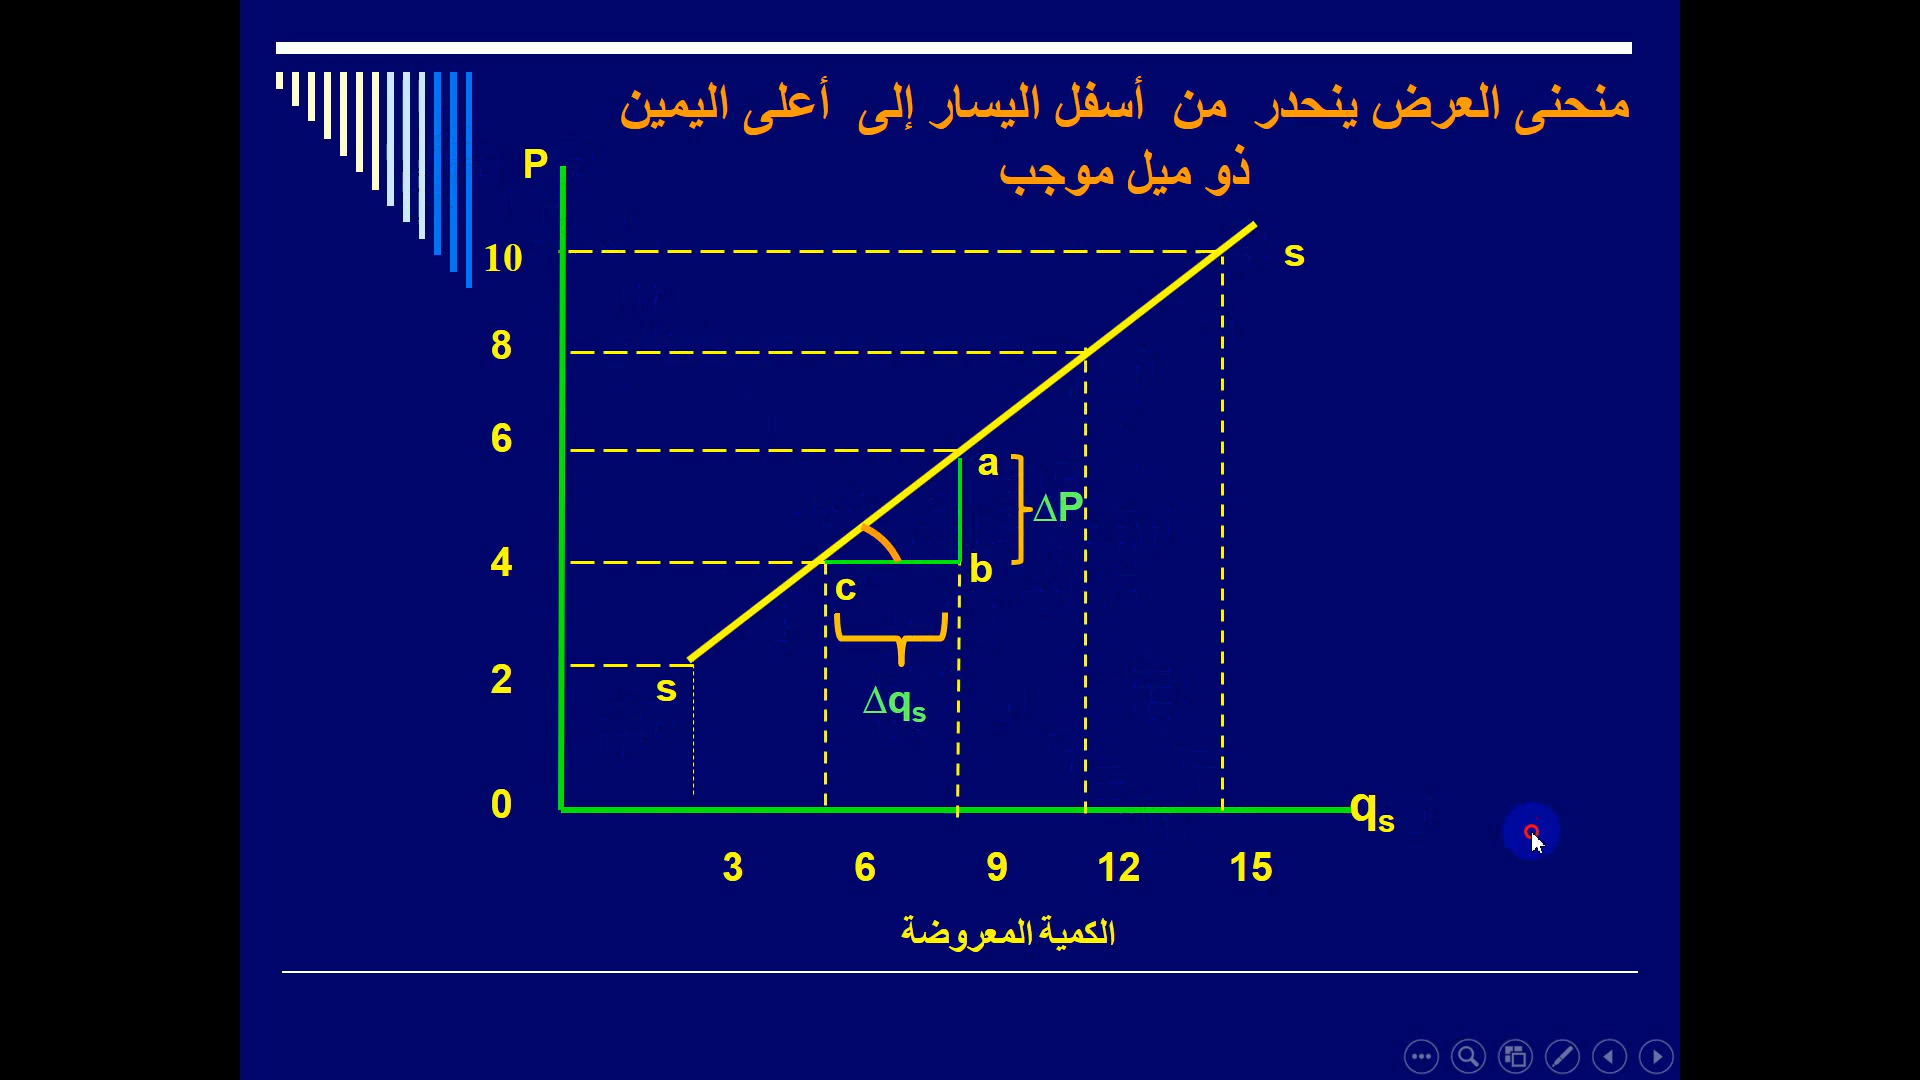 منحنى العرض ينحدر من أسفل اليسار إلى أعلى اليمين
ذو ميل موجب
P
10
s
8
6
a
ΔP
4
b
c
2
s
Δqs
0
qs
3 6 9 12 15
الكمية المعروضة